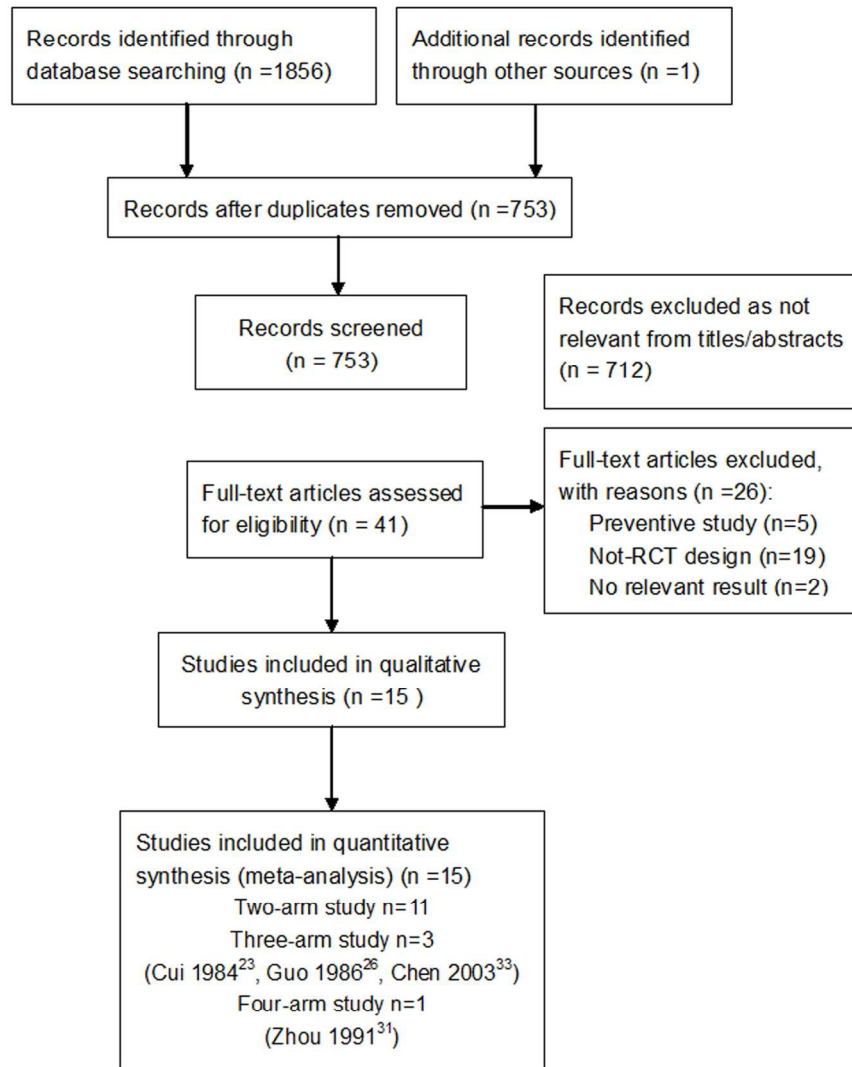 Records identified through
database searching (n =1856)
Additional records identified
through other sources (n =1)
Records after duplicates removed (n =753)
Records screened
(n = 753)
Records excluded as not
relevant from titles/abstracts
(n = 712)
Full-text articles assessed
for eligibility (n = 41)
Full-text articles excluded,
with reasons (n =26):
Preventive study (n=5)
Not-RCT design (n=19)
No relevant result (n=2)
Studies included in qualitative
synthesis (n =15 )
Studies included in quantitative
synthesis (meta-analysis) (n =15)
Two-arm study n=11
Three-arm study n=3
(Cui 1984²³, Guo 1986²⁶, Chen 2003³³)
Four-arm study n=1
(Zhou 1991³¹)